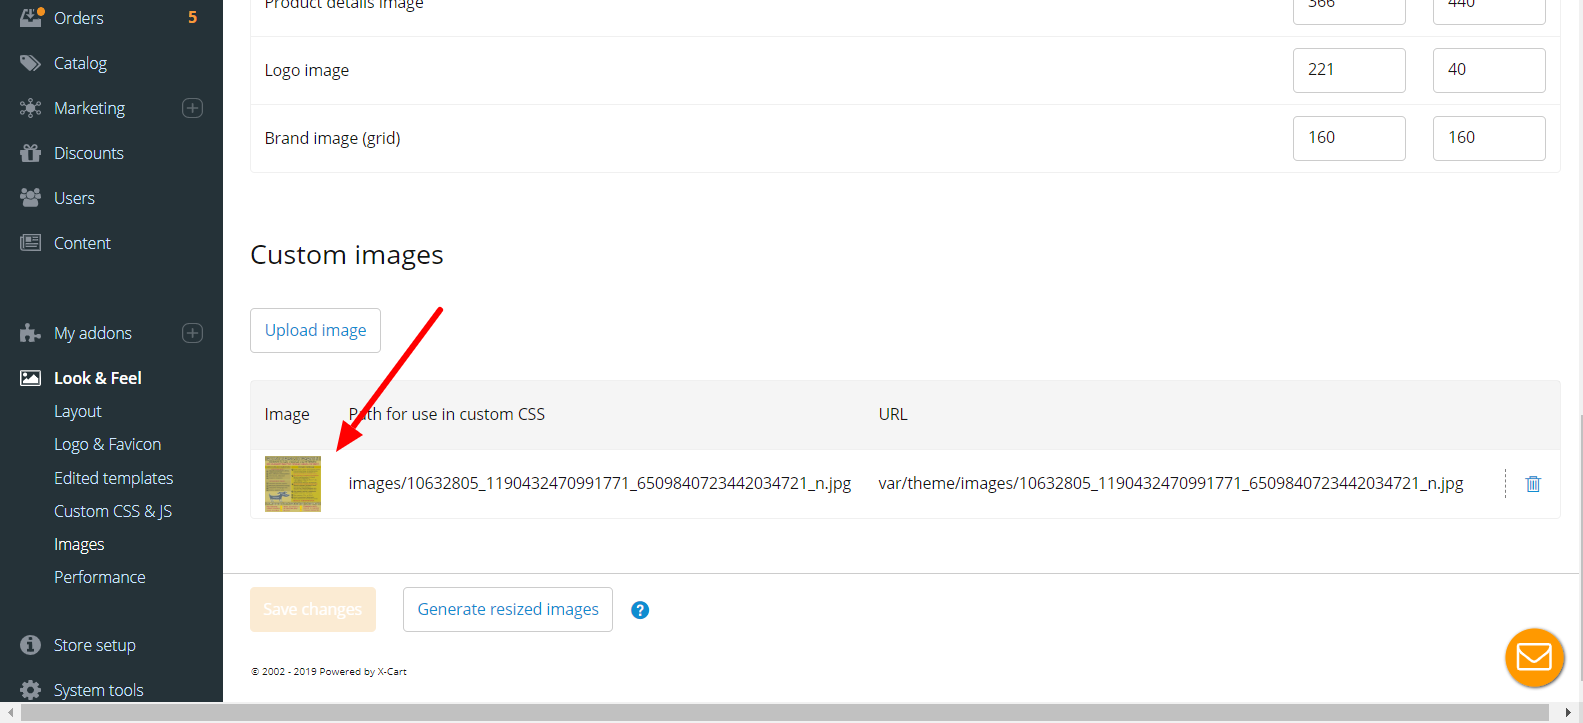 Orders 5
Catalog
Marketing
Discounts
Users
Content
My addons
Look & Feel
Layout
Logo & Favicon
Edited templates
Custom CSS & JS
Images
Performance
Store setup
System tools
Product details image 366 440
Logo image 221 40
Brand image (grid) 160 160
Custom images
Upload image
Image Path for use in custom CSS URL
images/10632805_1190432470991771_6509840723442034721_n.jpg var/theme/images/10632805_1190432470991771_6509840723442034721_n.jpg
Save changes Generate resized images ?
© 2002 - 2019 Powered by X-Cart